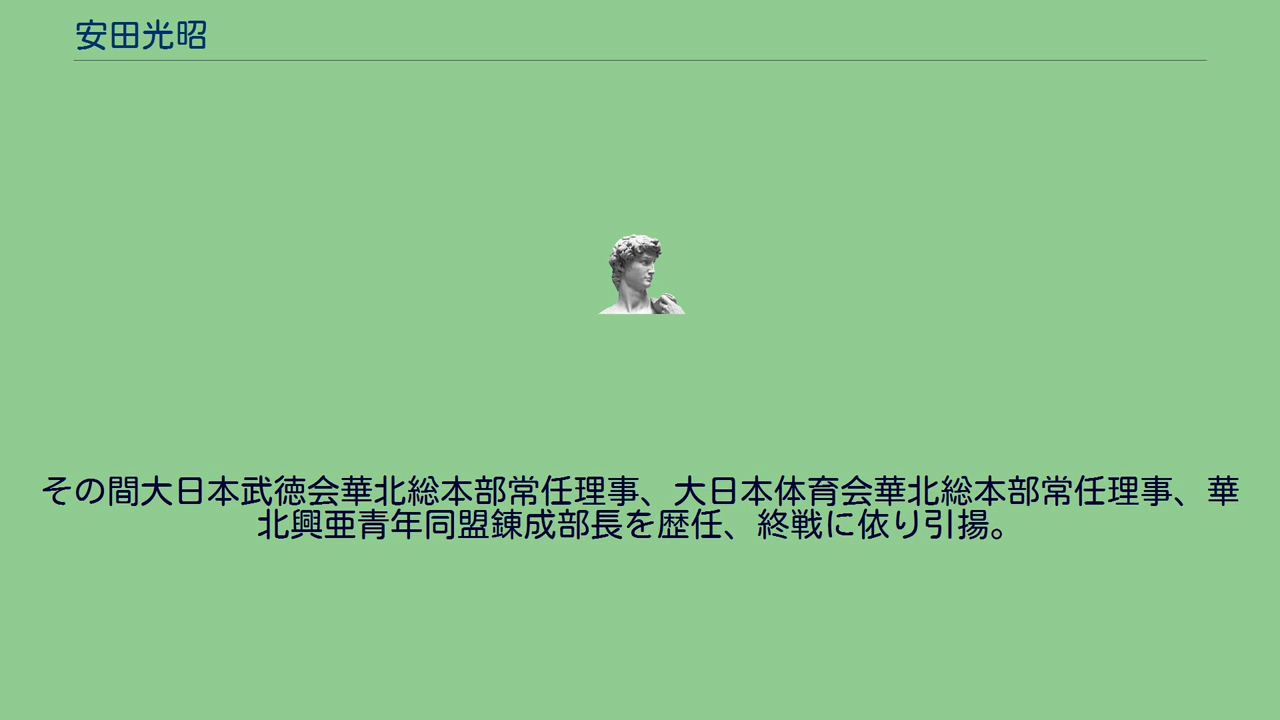 安田光昭
その間大日本武徳会華北総本部常任理事、大日本体育会華北総本部常任理事、華
北興亜青年同盟錬成部長を歴任、終戦に依り引揚。